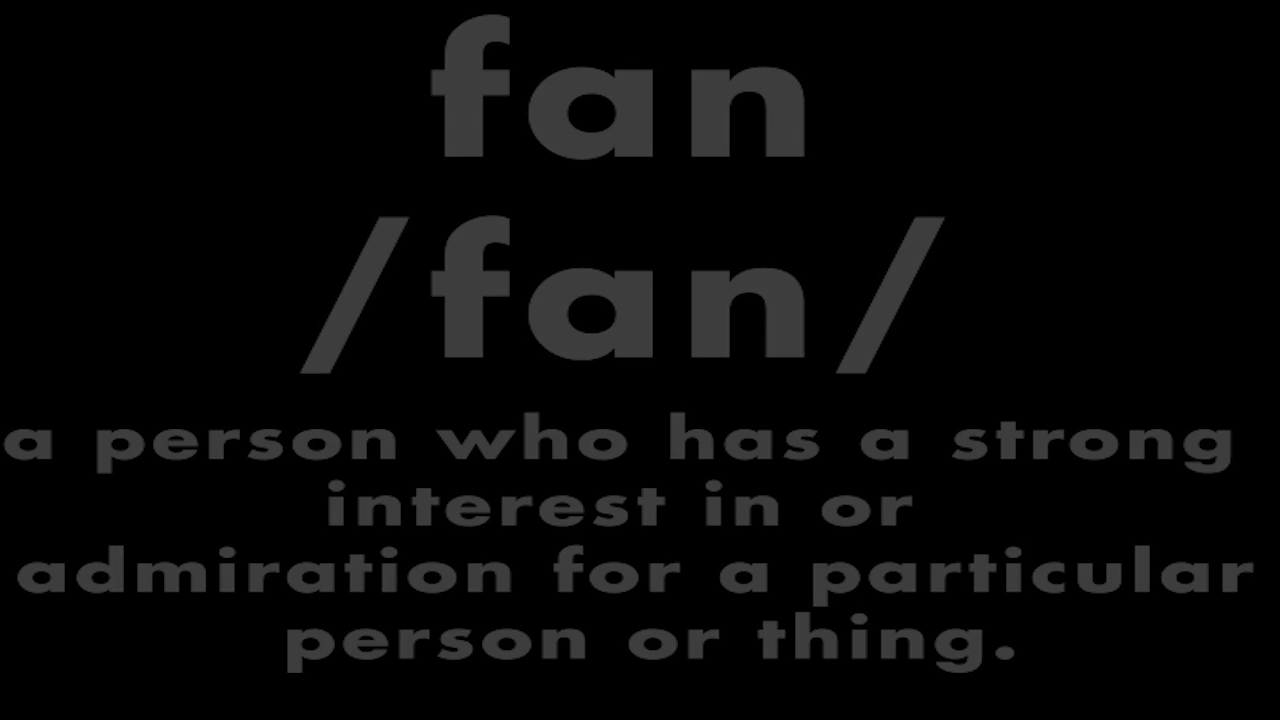 fan
/fan/
a person who has a strong
interest in or
admiration for a particular
person or thing.